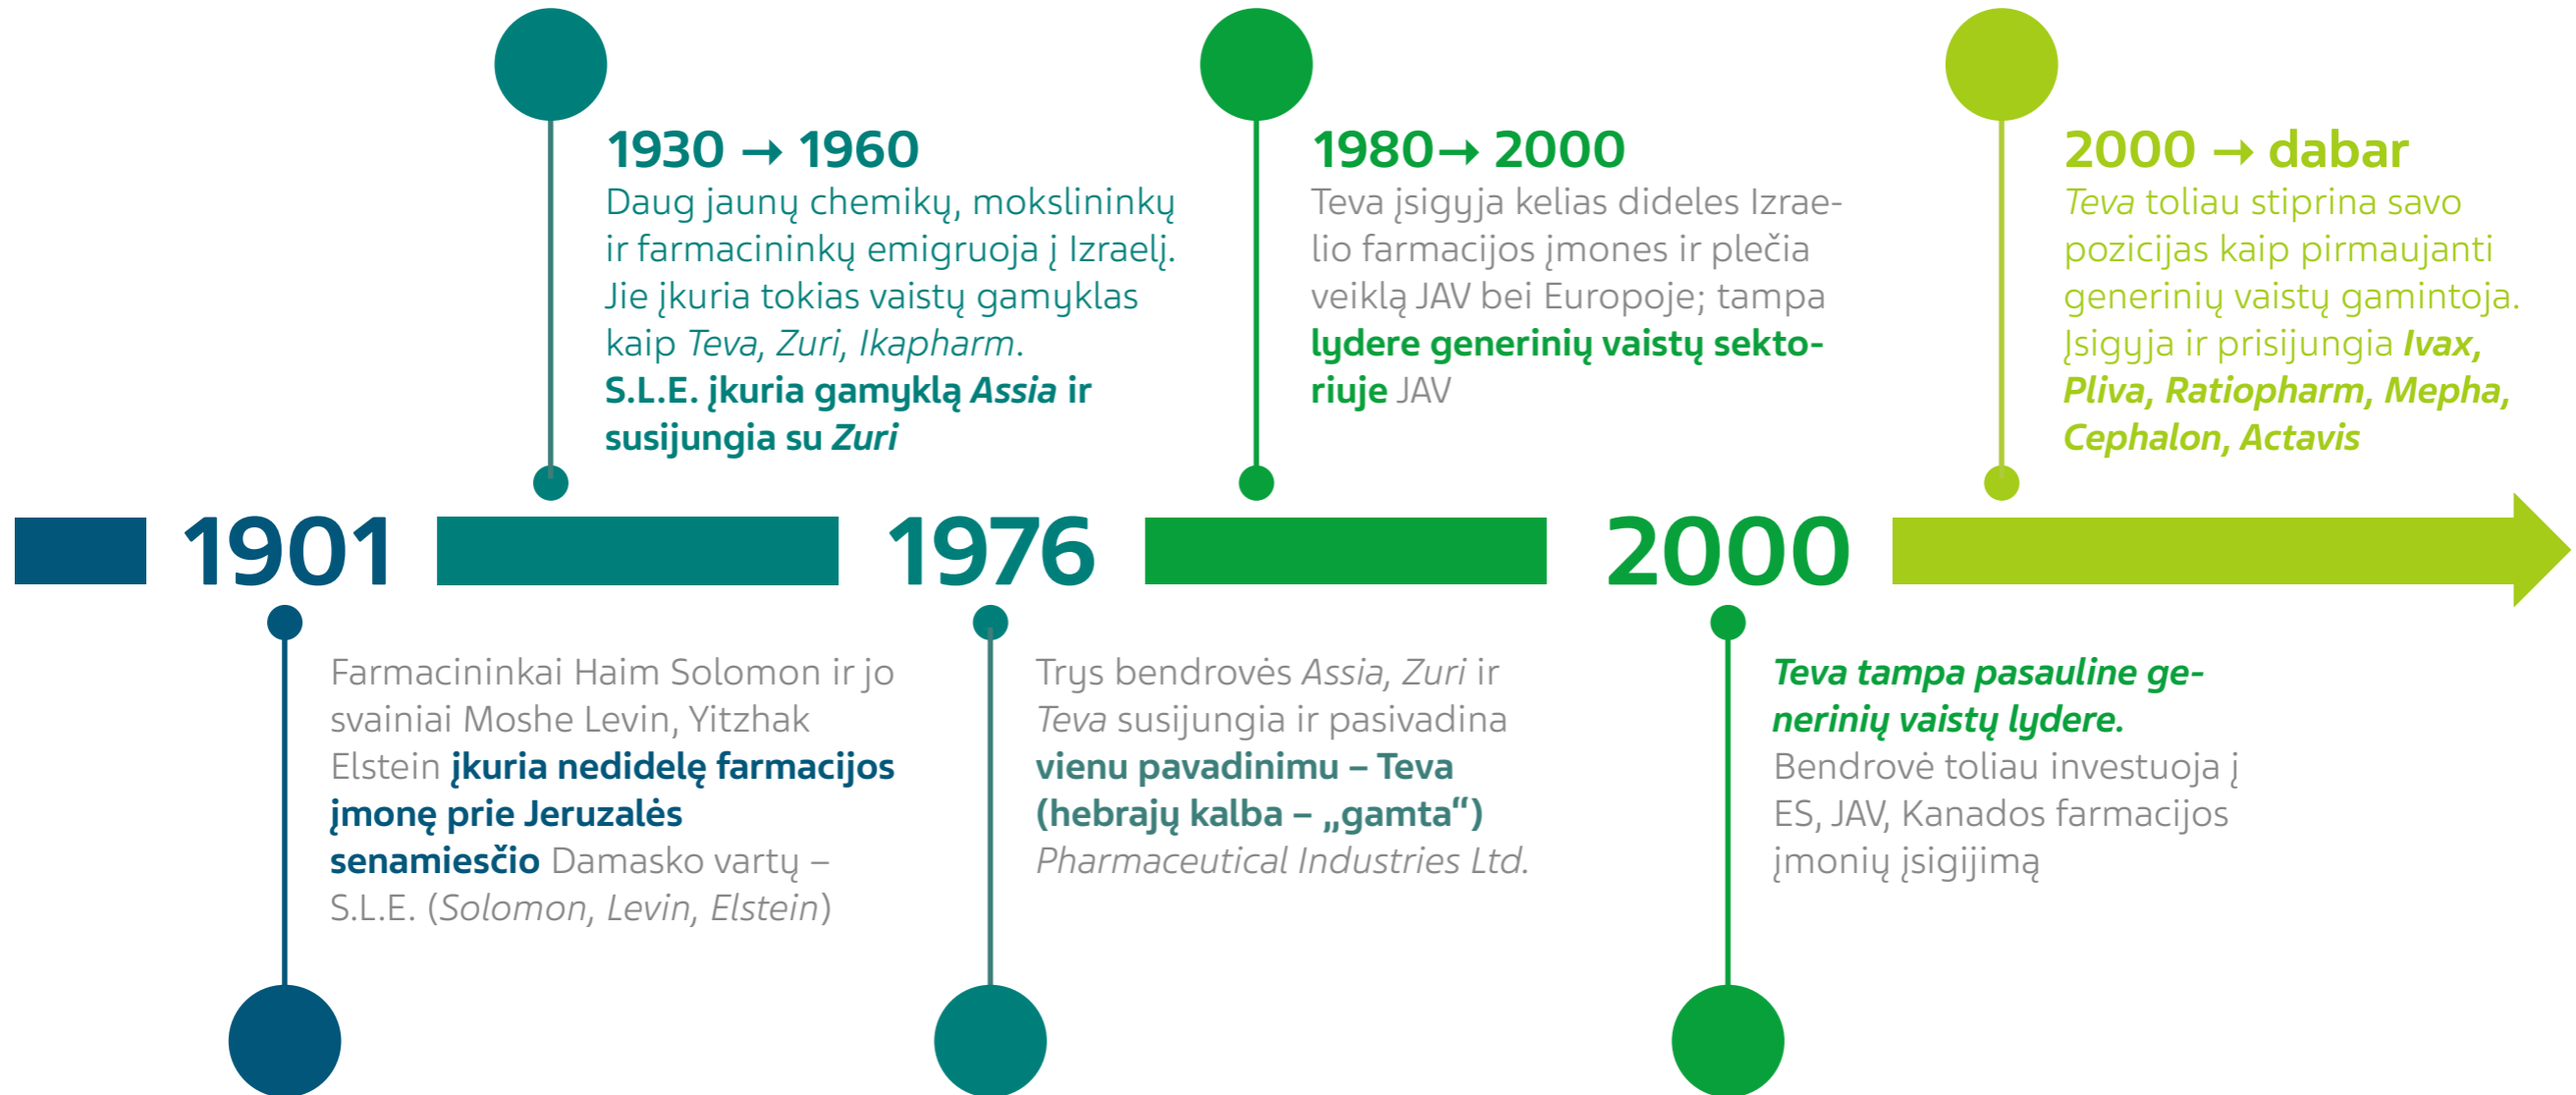 1930 → 1960
Daug jaunų chemikų, mokslininkų
ir farmacininkų emigruoja į Izraelį.
Jie įkuria tokias vaistų gamyklas
kaip Teva, Zuri, Ikapharm.
S.L.E. įkuria gamyklą Assia ir
susijungia su Zuri
1980→ 2000
Teva įsigyja kelias dideles Izrae-
lio farmacijos įmones ir plečia
veiklą JAV bei Europoje; tampa
lydere generinių vaistų sekto-
riuje JAV
2000 → dabar
Teva toliau stiprina savo
pozicijas kaip pirmaujanti
generinių vaistų gamintoja.
Įsigyja ir prisijungia Ivax,
Pliva, Ratiopharm, Mepha,
Cephalon, Actavis
1901
1976
2000
Farmacininkai Haim Solomon ir jo
svainiai Moshe Levin, Yitzhak
Elstein įkuria nedidelę farmacijos
įmonę prie Jeruzalės
senamiesčio Damasko vartų –
S.L.E. (Solomon, Levin, Elstein)
Trys bendrovės Assia, Zuri ir
Teva susijungia ir pasivadina
vienu pavadinimu – Teva
(hebrajų kalba – „gamta“)
Pharmaceutical Industries Ltd.
Teva tampa pasauline ge-
nerinių vaistų lydere.
Bendrovė toliau investuoja į
ES, JAV, Kanados farmacijos
įmonių įsigijimą